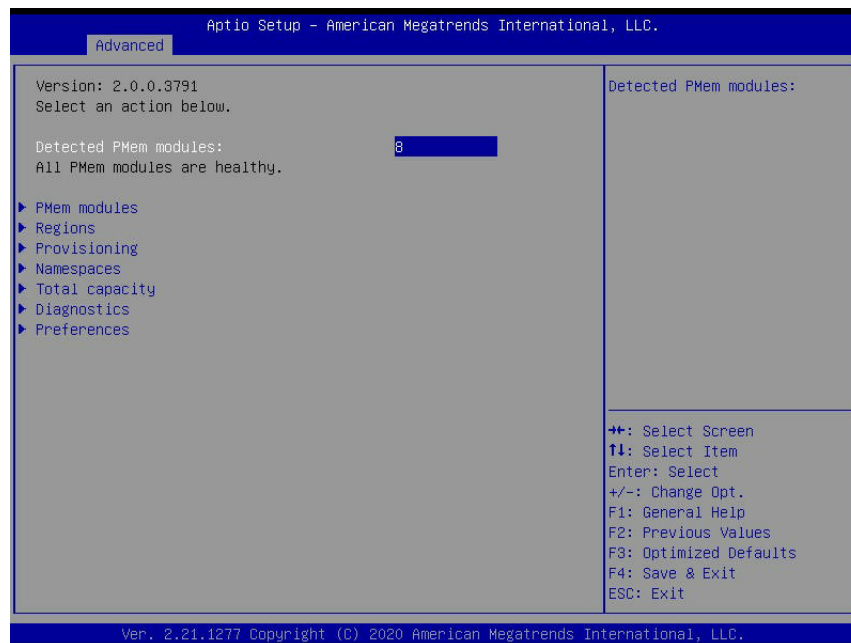 Aptio Setup – American Megatrends International, LLC.
Advanced
Version: 2.0.0.3791
Select an action below.
Detected PMem modules: 8
All PMem modules are healthy.
PMem modules
Regions
Provisioning
Namespaces
Total capacity
Diagnostics
Preferences
Detected PMem modules:
→←: Select Screen
↑↓: Select Item
Enter: Select
+/-: Change Opt.
F1: General Help
F2: Previous Values
F3: Optimized Defaults
F4: Save & Exit
ESC: Exit
Ver. 2.21.1277 Copyright (C) 2020 American Megatrends International, LLC.